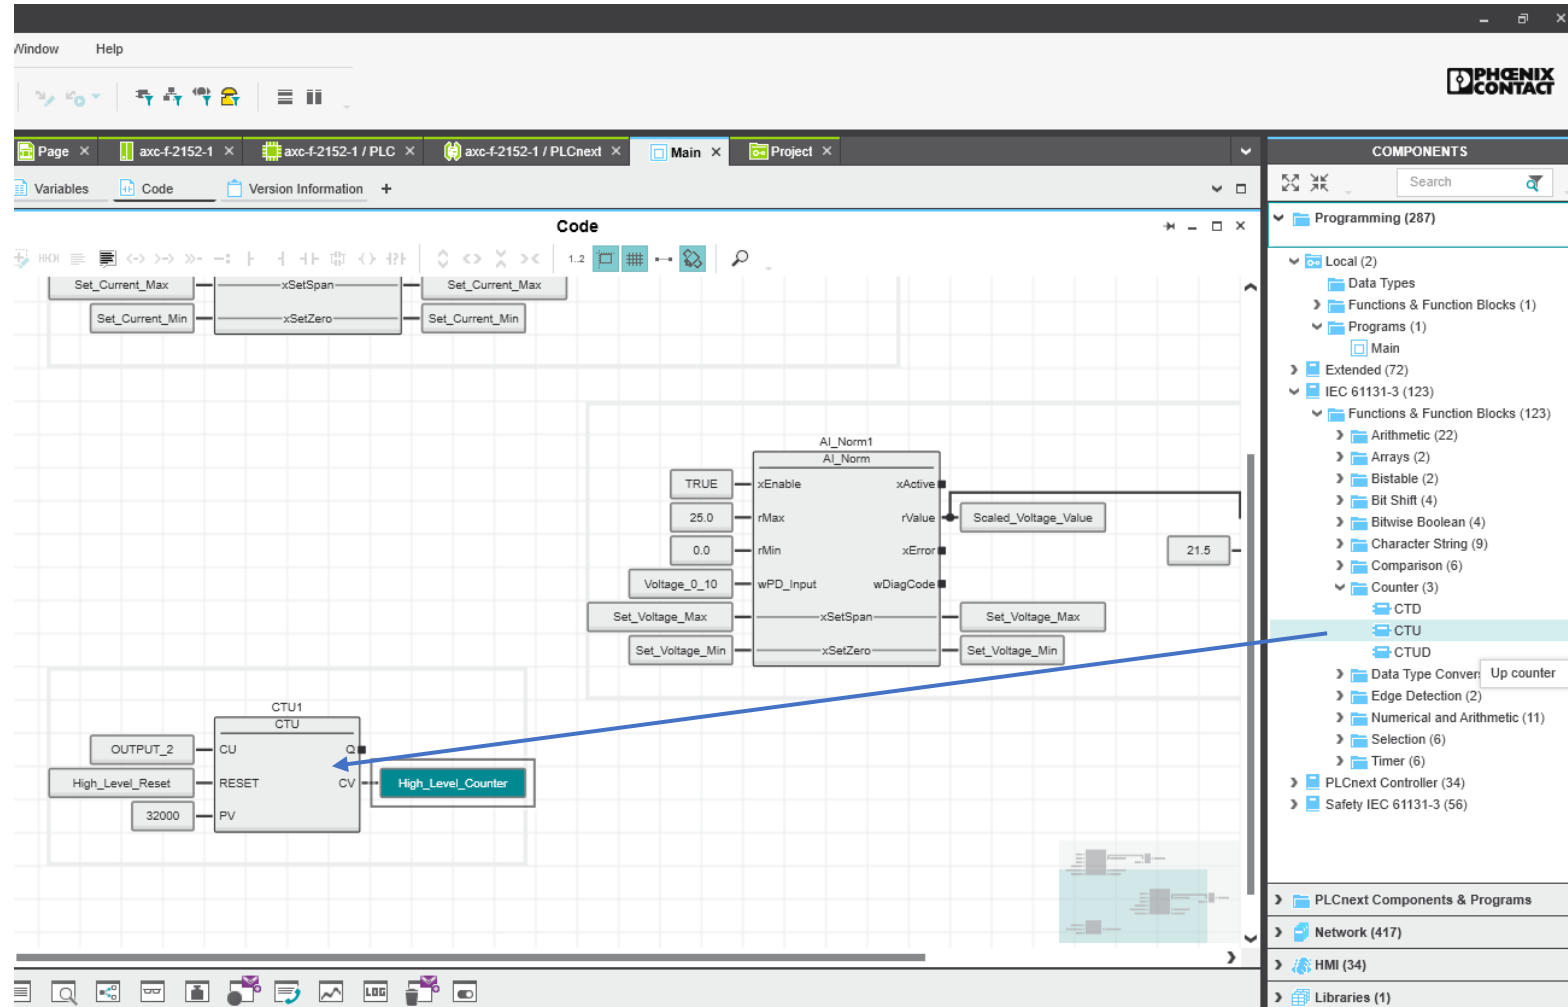 Window Help
PHŒNIX
CONTACT
Page axc-f-2152-1 axc-f-2152-1 / PLC axc-f-2152-1 / PLCnext Main Project
COMPONENTS
Variables Code Version Information +
Search
Code
Programming (287)
1..2
Local (2)
Data Types
Functions & Function Blocks (1)
Programs (1)
Main
Extended (72)
IEC 61131-3 (123)
Functions & Function Blocks (123)
Arithmetic (22)
Arrays (2)
Bistable (2)
Bit Shift (4)
Bitwise Boolean (4)
Character String (9)
Comparison (6)
Counter (3)
CTD
CTU
CTUD
Data Type Conver
Up counter
Edge Detection (2)
Numerical and Arithmetic (11)
Selection (6)
Timer (6)
PLCnext Controller (34)
Safety IEC 61131-3 (56)
PLCnext Components & Programs
Network (417)
HMI (34)
Libraries (1)
Set_Current_Max xSetSpan Set_Current_Max
Set_Current_Min xSetZero Set_Current_Min
AI_Norm1
AI_Norm
TRUE xEnable xActive
25.0 rMax rValue Scaled_Voltage_Value
0.0 rMin xError 21.5
Voltage_0_10 wPD_Input wDiagCode
Set_Voltage_Max xSetSpan Set_Voltage_Max
Set_Voltage_Min xSetZero Set_Voltage_Min
CTU1
CTU
OUTPUT_2 CU Q
High_Level_Reset RESET CV High_Level_Counter
32000 PV
LOG